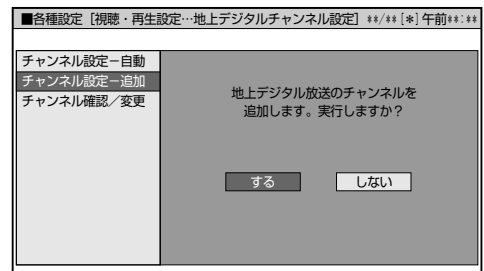 ■各種設定［視聴・再生設定…地上デジタルチャンネル設定］**/**[*]午前**:**
チャンネル設定－自動
チャンネル設定－追加
チャンネル確認／変更
地上デジタル放送のチャンネルを
追加します。実行しますか？
する しない